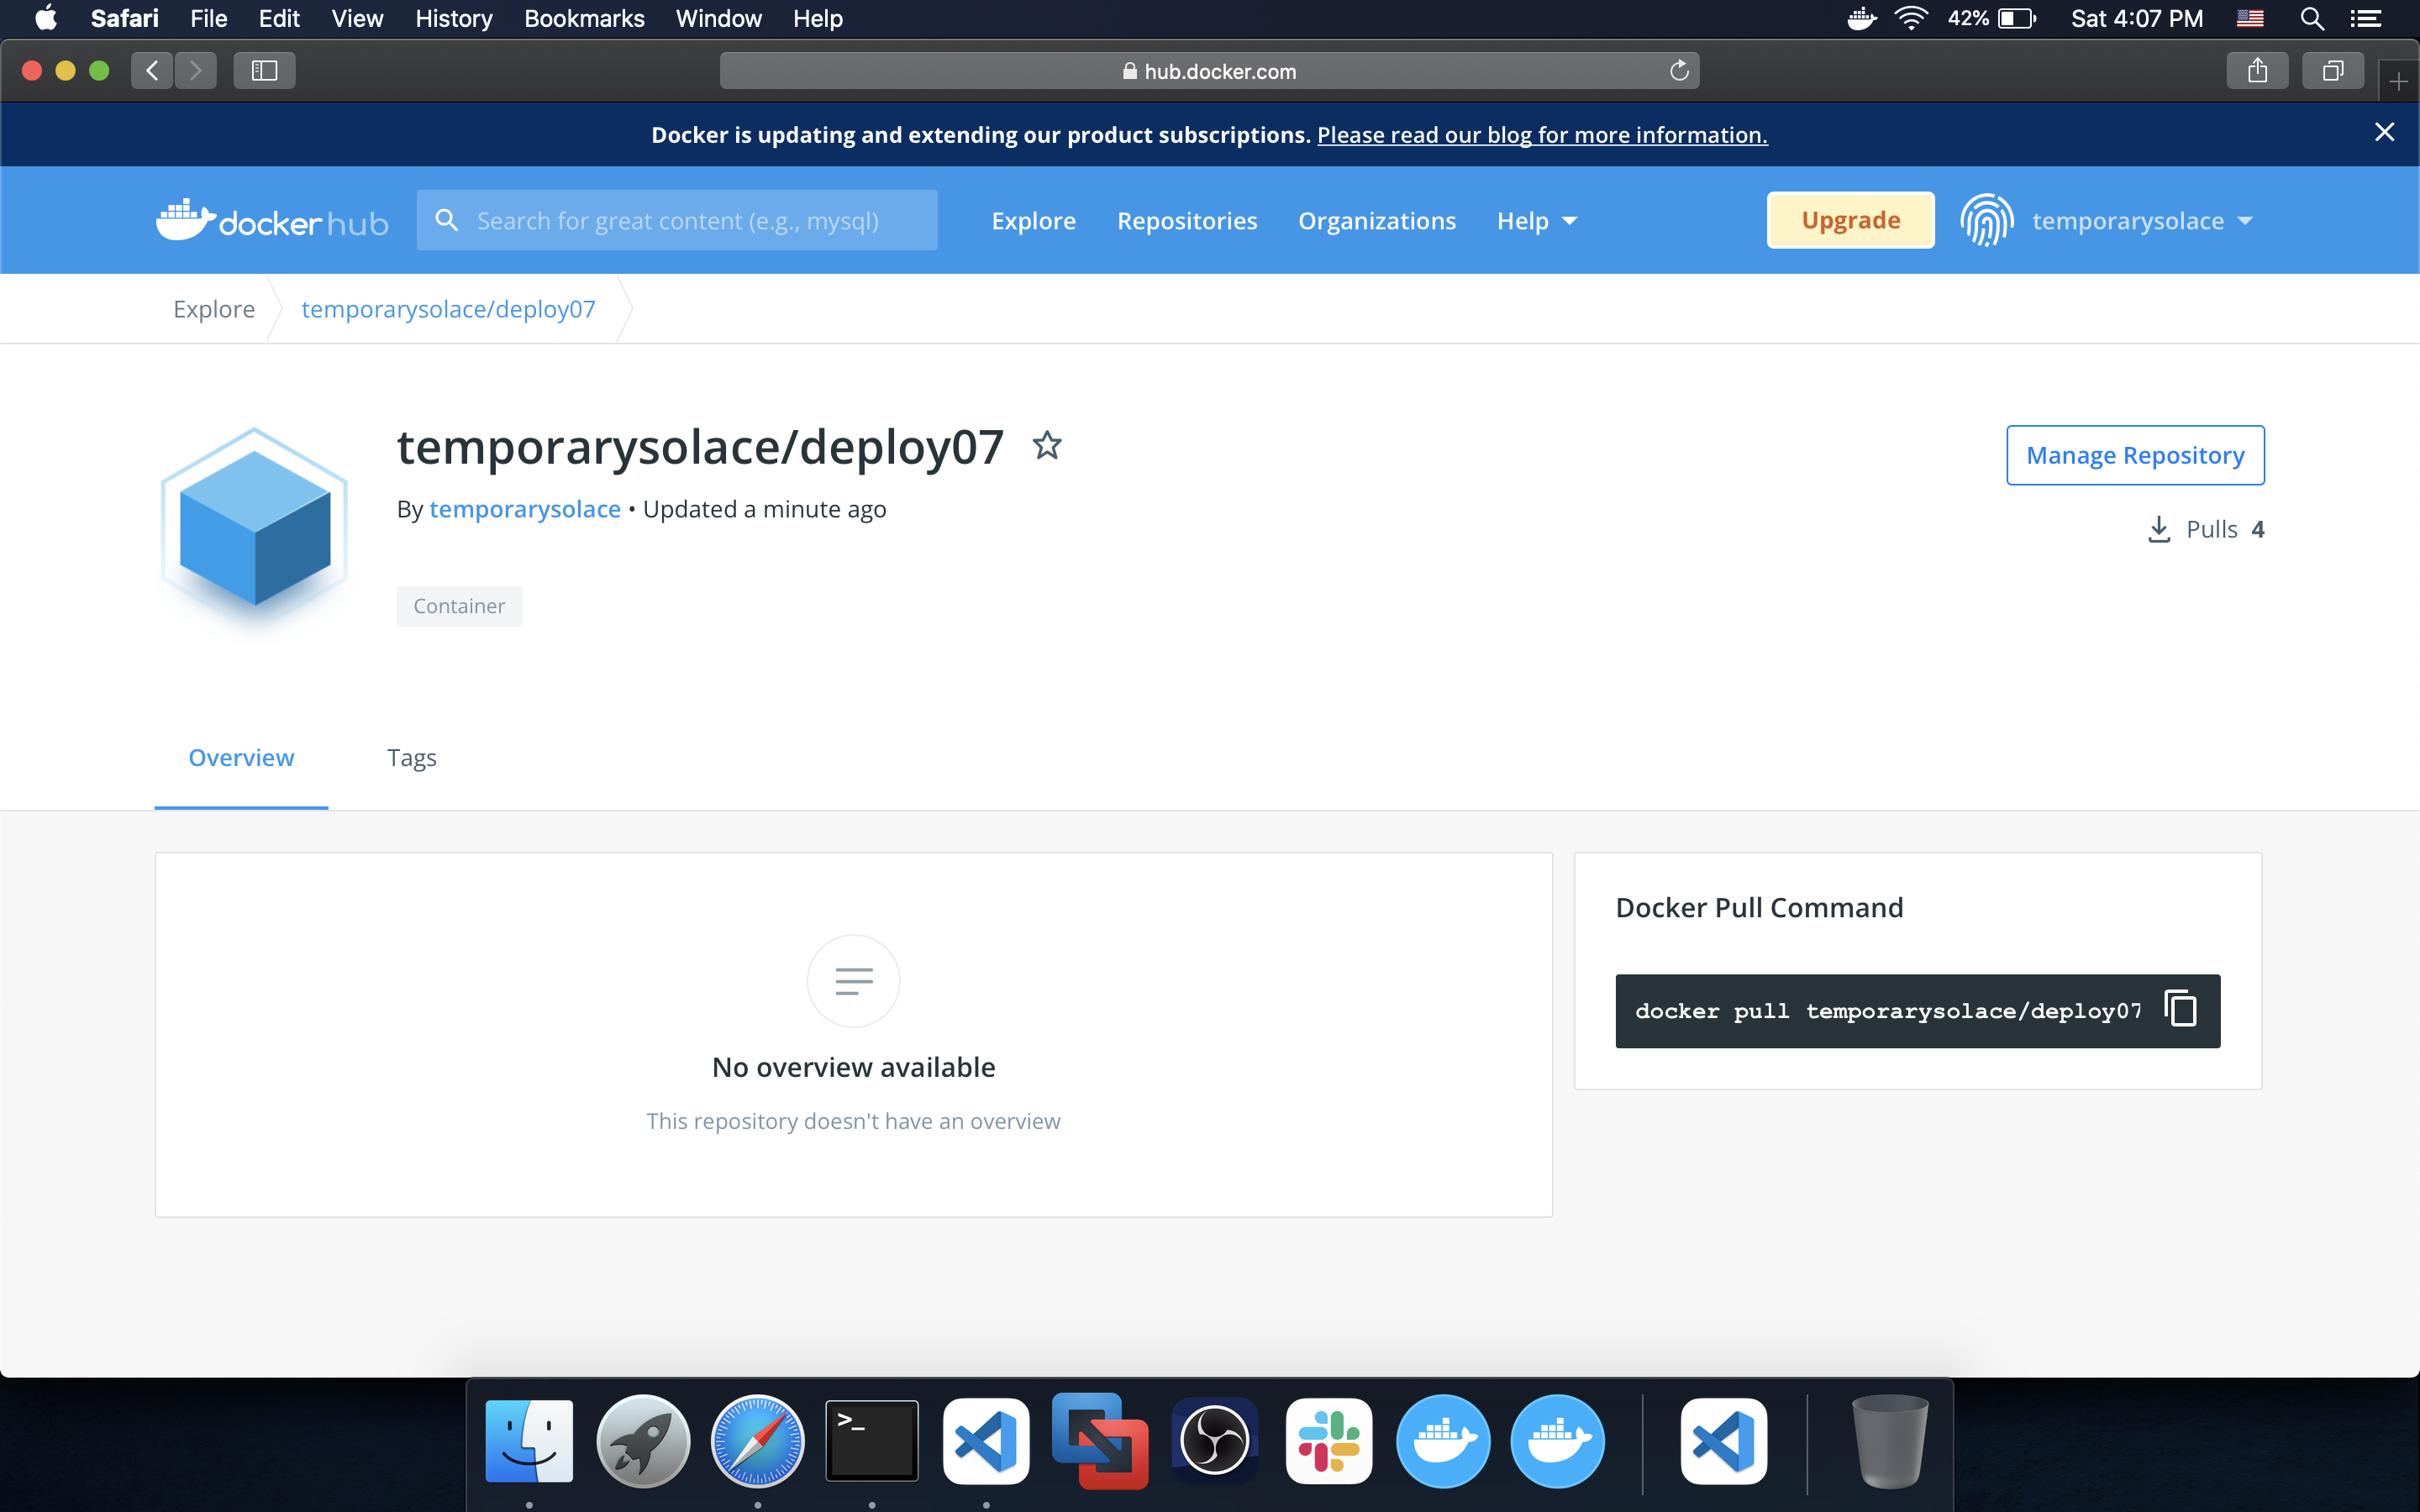 Safari File Edit View History Bookmarks Window Help 42% Sat 4:07 PM
hub.docker.com
Docker is updating and extending our product subscriptions. Please read our blog for more information.
docker hub Search for great content (e.g., mysql) Explore Repositories Organizations Help Upgrade temporarysolace
Explore temporarysolace/deploy07
temporarysolace/deploy07
Manage Repository
By temporarysolace • Updated a minute ago
Pulls 4
Container
Overview Tags
Docker Pull Command
docker pull temporarysolace/deploy07
No overview available
This repository doesn't have an overview
>_